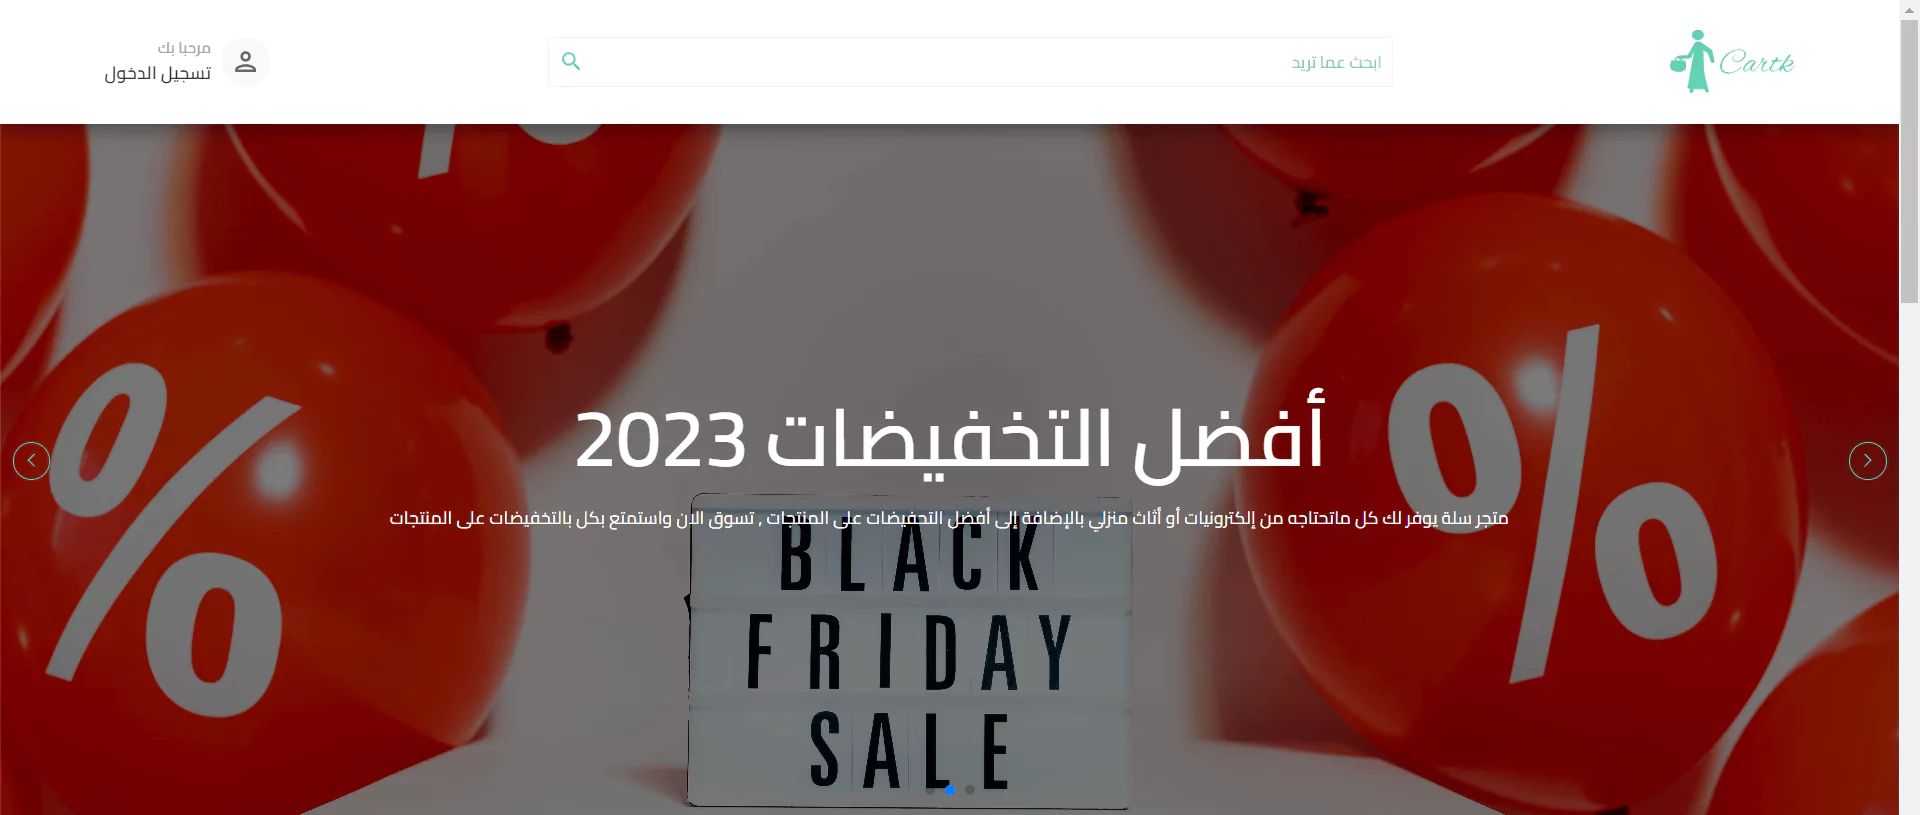 Cartk
ابحث عما تريد
مرحبا بك
تسجيل الدخول
%
%
%
أفضل التخفيضات 2023
متجر سلة يوفر لك كل ماتحتاجه من إلكترونيات أو أثاث منزلي بالإضافة إلى أفضل التخفيضات على المنتجات , تسوق الان واستمتع بكل بالتخفيضات على المنتجات
BLACK
FRIDAY
SALE